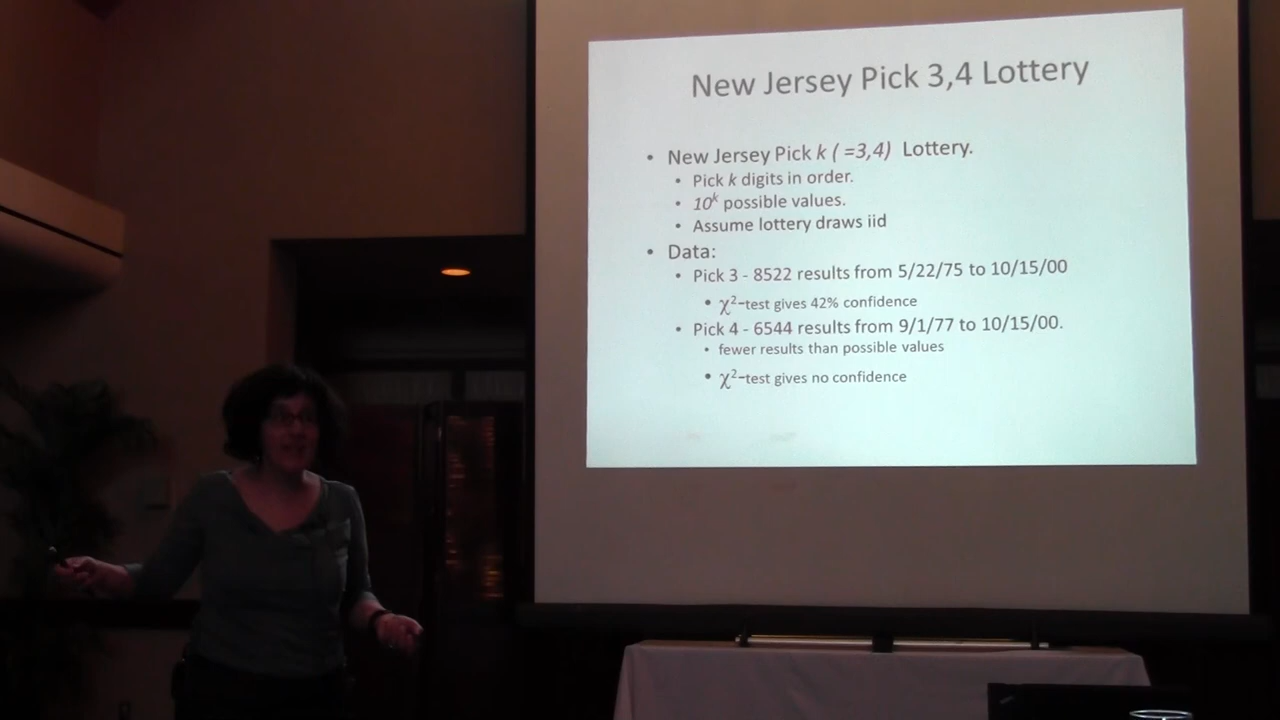 New Jersey Pick 3,4 Lottery
• New Jersey Pick k ( =3,4) Lottery.
• Pick k digits in order.
• 10^k possible values.
• Assume lottery draws iid
• Data:
• Pick 3 - 8522 results from 5/22/75 to 10/15/00
• χ²–test gives 42% confidence
• Pick 4 - 6544 results from 9/1/77 to 10/15/00.
• fewer results than possible values
• χ²–test gives no confidence